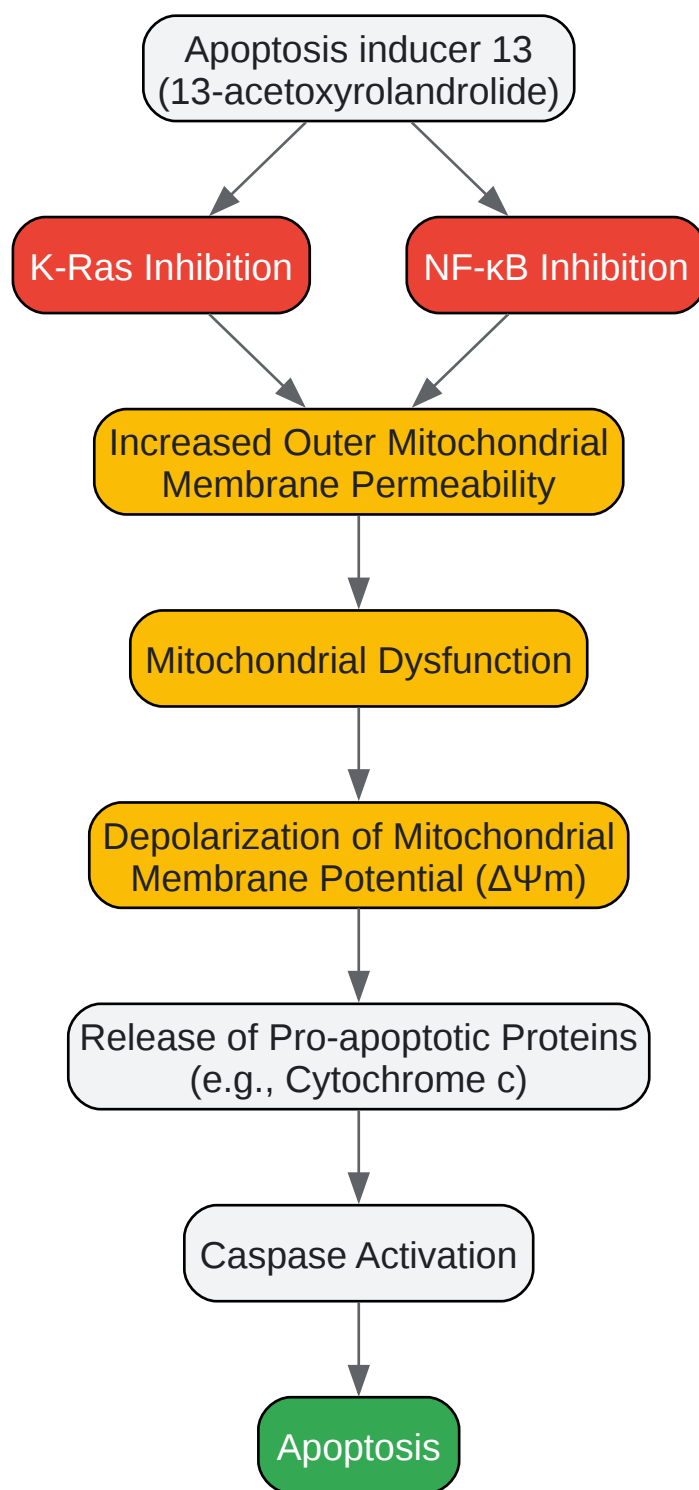 Apoptosis inducer 13
(13-acetoxyrolandrolide)
K-Ras Inhibition
NF-κB Inhibition
Increased Outer Mitochondrial
Membrane Permeability
Mitochondrial Dysfunction
Depolarization of Mitochondrial
Membrane Potential (ΔΨm)
Release of Pro-apoptotic Proteins
(e.g., Cytochrome c)
Caspase Activation
Apoptosis